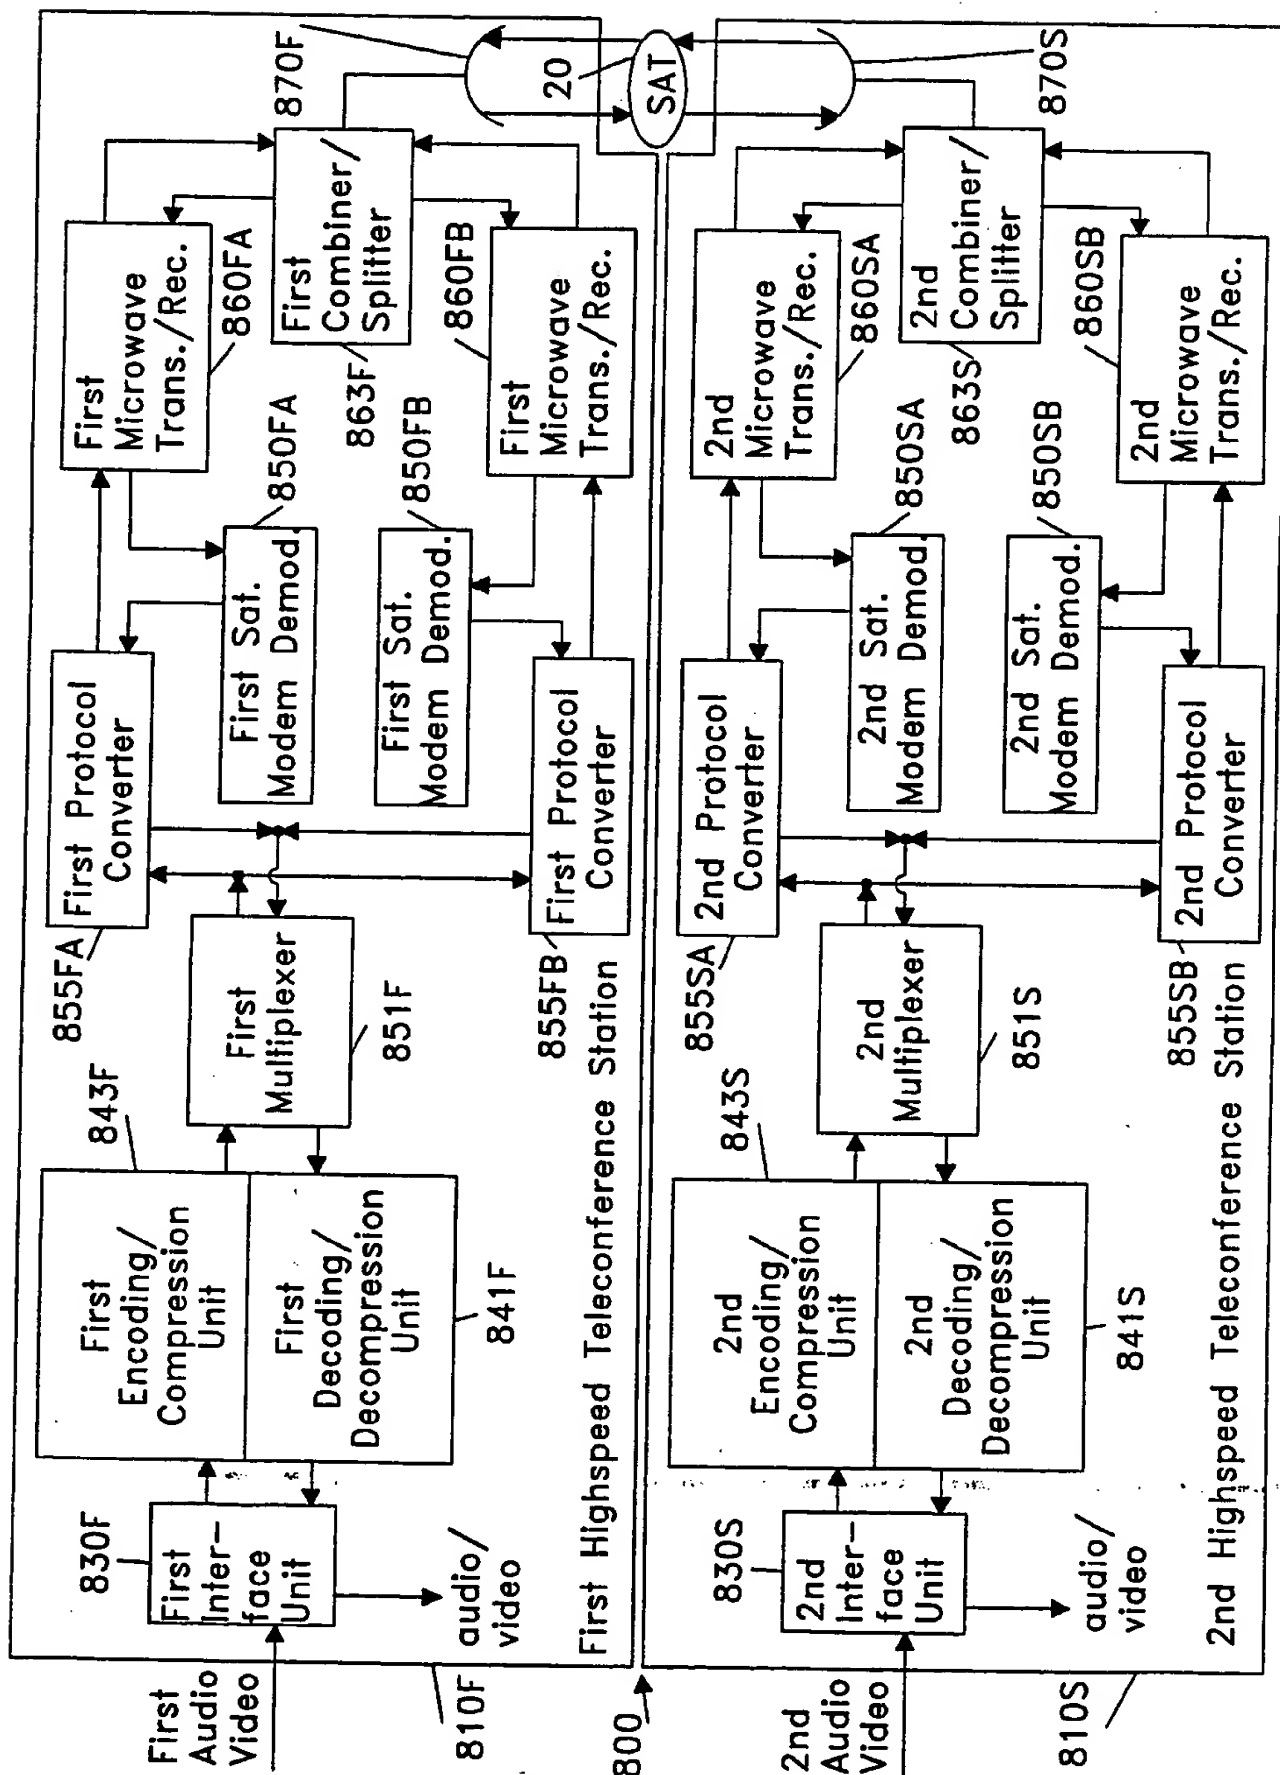 First
Audio
Video
810F
830F
First
Inter-
face
Unit
audio/
video
843F
First
Encoding/
Compression
Unit
First
Decoding/
Decompression
Unit
841F
First
Multiplexer
851F
855FA
First Protocol
Converter
First Sat.
Modem Demod.
850FA
First Sat.
Modem Demod.
850FB
855FB
First Protocol
Converter
First
Microwave
Trans./Rec.
860FA
First
Combiner/
Splitter
863F
860FB
First
Microwave
Trans./Rec.
870F
20
SAT
First Highspeed Teleconference Station
800
2nd
Audio
Video
810S
830S
2nd
Inter-
face
Unit
audio/
video
843S
2nd
Encoding/
Compression
Unit
2nd
Decoding/
Decompression
Unit
841S
2nd
Multiplexer
851S
855SA
2nd Protocol
Converter
2nd Sat.
Modem Demod.
850SA
2nd Sat.
Modem Demod.
850SB
855SB
2nd Protocol
Converter
2nd
Microwave
Trans./Rec.
860SA
2nd
Combiner/
Splitter
863S
860SB
2nd
Microwave
Trans./Rec.
870S
2nd Highspeed Teleconference Station